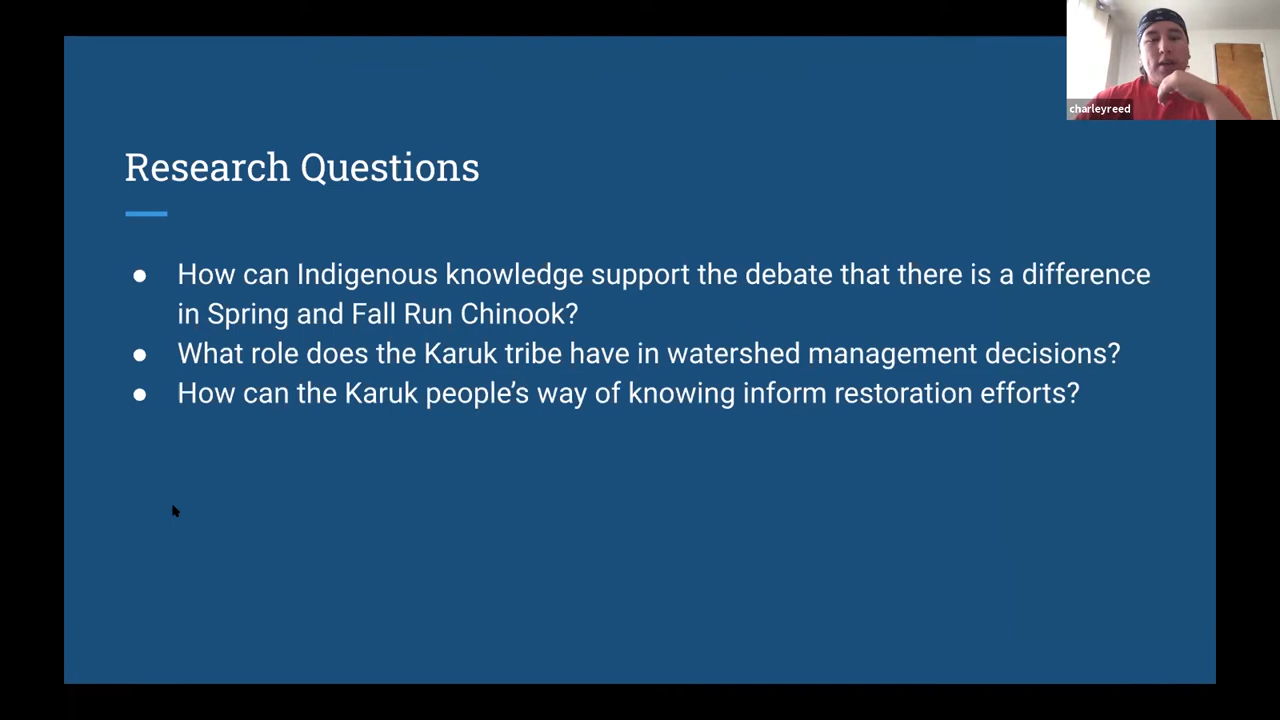 charleyreed
Research Questions
● How can Indigenous knowledge support the debate that there is a difference
in Spring and Fall Run Chinook?
● What role does the Karuk tribe have in watershed management decisions?
● How can the Karuk people’s way of knowing inform restoration efforts?